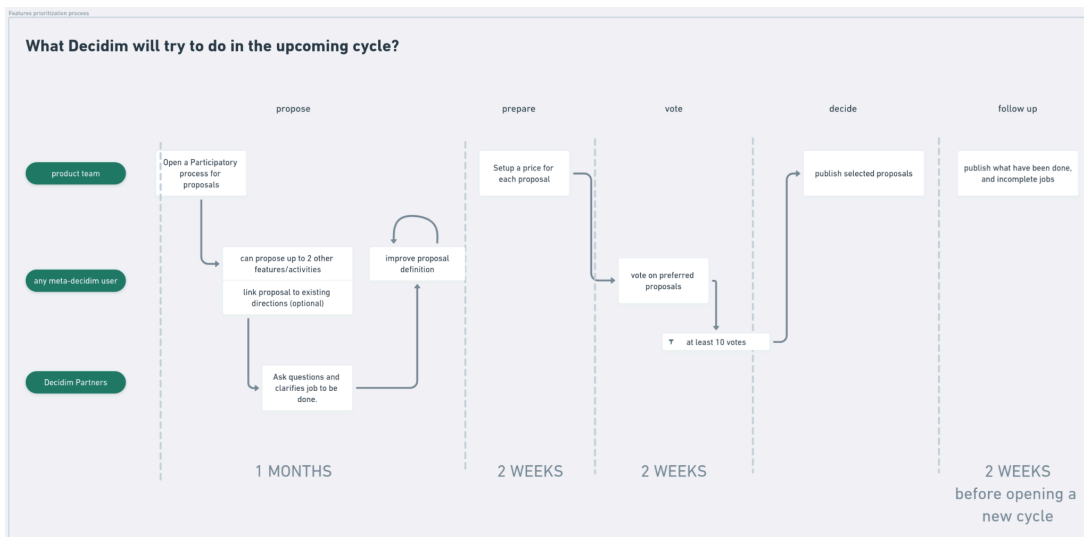 Features prioritization process
What Decidim will try to do in the upcoming cycle?
propose
prepare
vote
decide
follow up
product team
Open a Participatory
process for
proposals
Setup a price for
each proposal
publish selected proposals
publish what have been done,
and incomplete jobs
any meta-decidim user
can propose up to 2 other
features/activities
link proposal to existing
directions (optional)
improve proposal
definition
vote on preferred
proposals
at least 10 votes
Decidim Partners
Ask questions and
clarifies job to be
done.
1 MONTHS
2 WEEKS
2 WEEKS
2 WEEKS
before opening a
new cycle